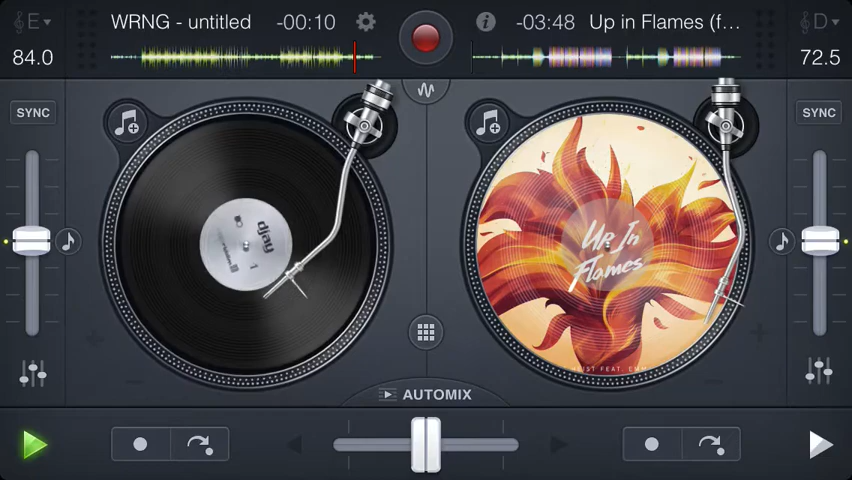 E
WRNG - untitled
-00:10
-03:48
Up in Flames (f...
D
84.0
72.5
SYNC
SYNC
djay
1
Up In
Flames
AUTOMIX